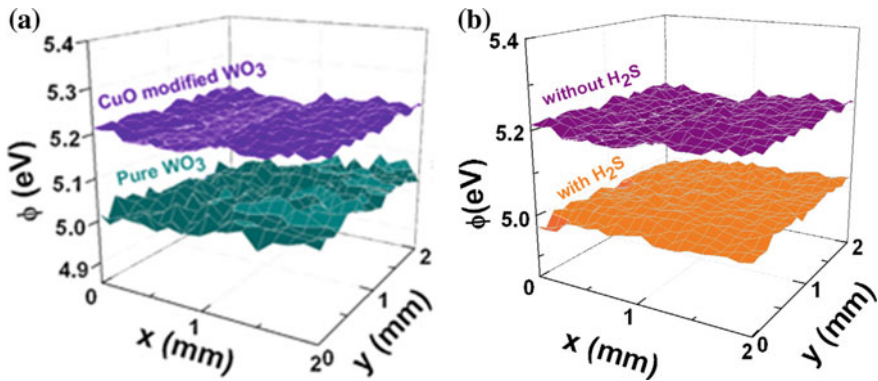 (a)
5.4
5.3
5.2
5.1
5.0
4.9
ϕ (eV)
CuO modified WO₃
Pure WO₃
0
1
2
x (mm)
0
1
2
y (mm)
(b)
5.4
5.2
5.0
ϕ(eV)
without H₂S
with H₂S
0
1
2
x (mm)
0
1
2
y (mm)